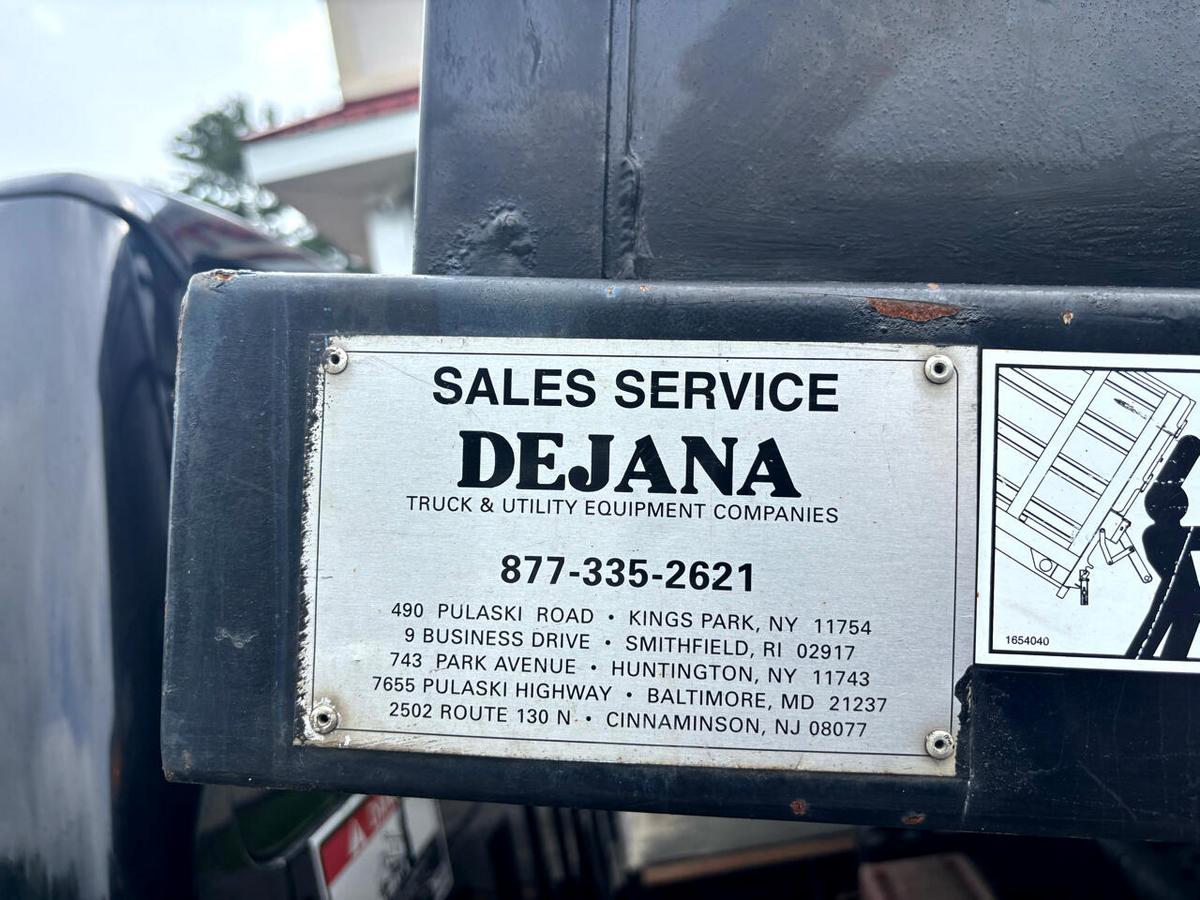 SALES SERVICE
DEJANA
TRUCK & UTILITY EQUIPMENT COMPANIES
877-335-2621
490 PULASKI ROAD • KINGS PARK, NY 11754
9 BUSINESS DRIVE • SMITHFIELD, RI 02917
743 PARK AVENUE • HUNTINGTON, NY 11743
7655 PULASKI HIGHWAY • BALTIMORE, MD 21237
2502 ROUTE 130 N • CINNAMINSON, NJ 08077
1654040